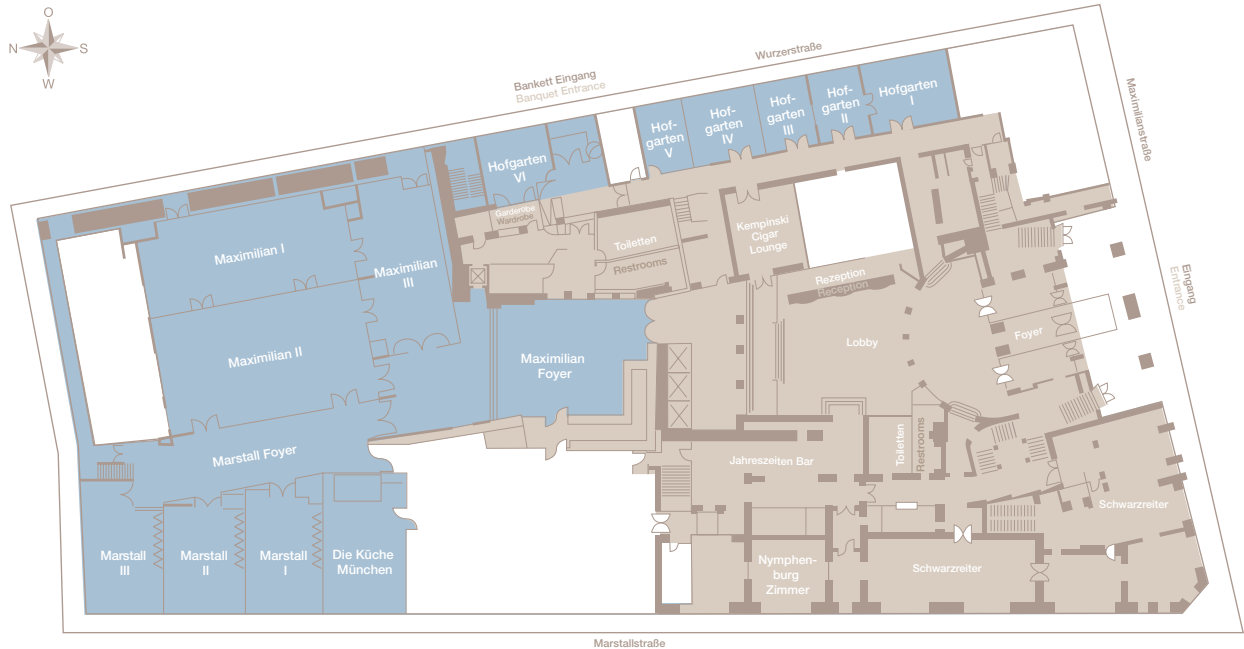 O
N S
W
Wurzerstraße
Bankett Eingang
Banquet Entrance
Maximilianstraße
Hof-
garten
V
Hof-
garten
IV
Hof-
garten
III
Hof-
garten
II
Hofgarten
I
Hofgarten
VI
Garderobe
Wardrobe
Toiletten
Restrooms
Kempinski
Cigar
Lounge
Maximilian I
Maximilian
III
Rezeption
Reception
Eingang
Entrance
Maximilian II
Maximilian
Foyer
Lobby
Foyer
Marstall Foyer
Jahreszeiten Bar
Toiletten
Restrooms
Schwarzreiter
Marstall
III
Marstall
II
Marstall
I
Die Küche
München
Nymphen-
burg
Zimmer
Schwarzreiter
Marstallstraße